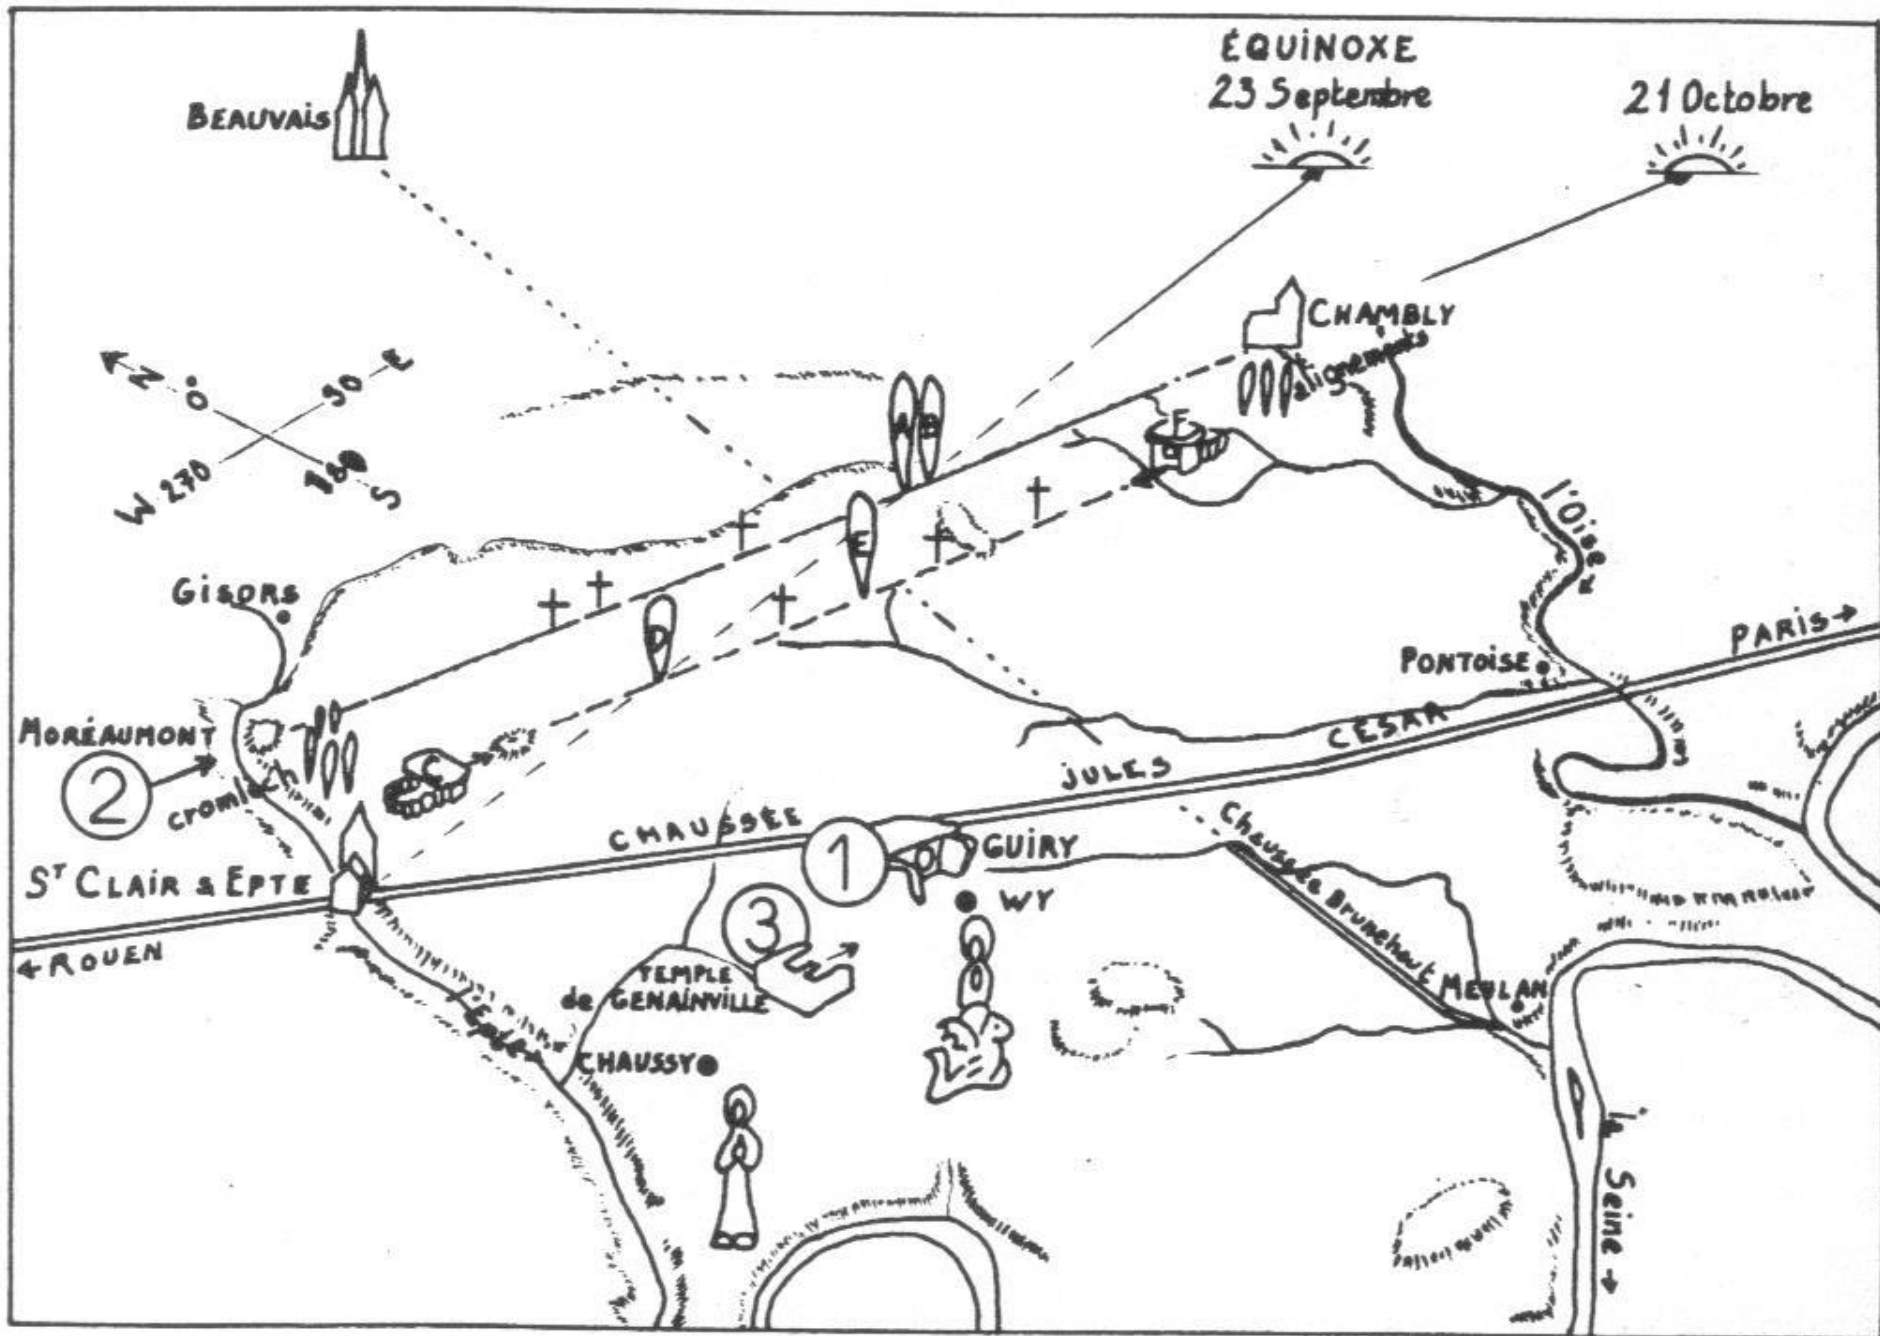 ÉQUINOXE
23 Septembre
21 Octobre
BEAUVAIS
CHAMBLY
alignements
N 0°
90 E
W 270
180 S
A
B
F
E
l'Oise
GISORS
D
PARIS →
PONTOISE
MORÉAUMONT
2
C
CHAUSSÉE JULES CÉSAR
1
GUIRY
ST CLAIR s EPTE
Chaussée Brunehaut
WY
← ROUEN
3
TEMPLE
de GENAINVILLE
MEULAN
l'Epte
CHAUSSY
la Seine →